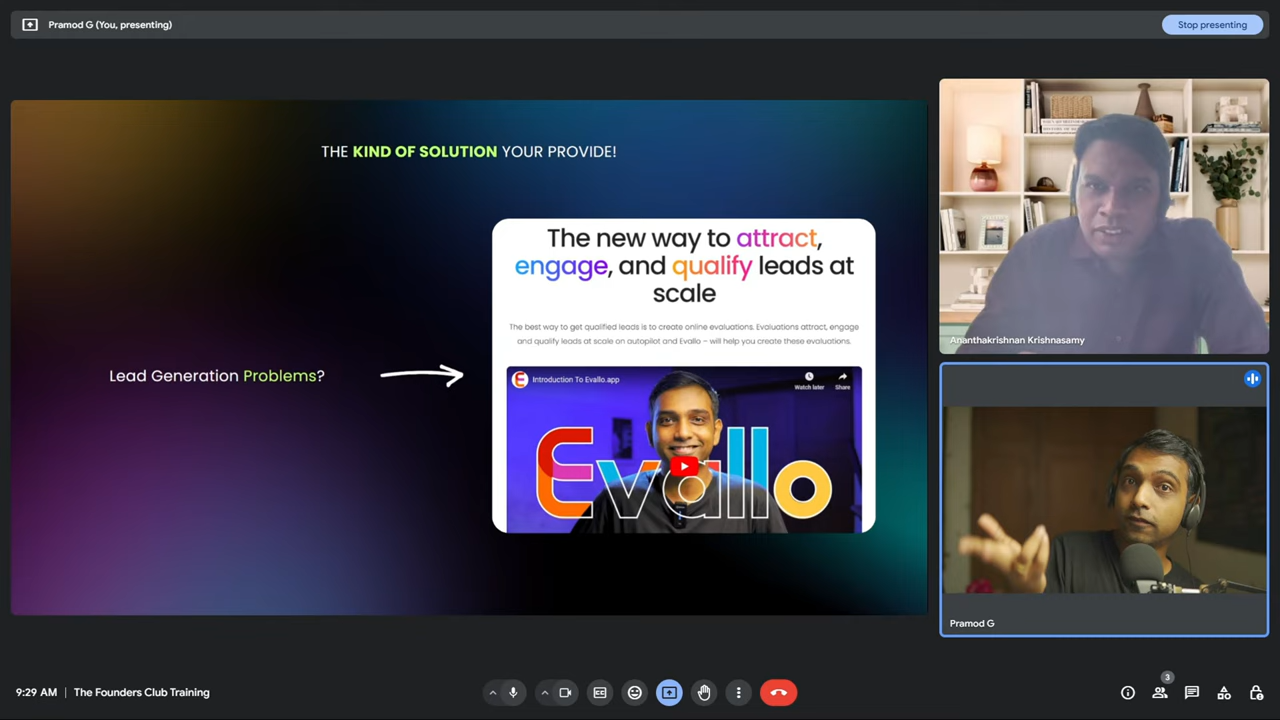 Pramod G (You, presenting)
Stop presenting
THE KIND OF SOLUTION YOUR PROVIDE!
The new way to attract,
engage, and qualify leads at
scale
The best way to get qualified leads is to create online evaluations. Evaluations attract, engage
and qualify leads at scale on autopilot and Evallo – will help you create these evaluations.
Lead Generation Problems?
E
Introduction To Evallo.app
Watch later
Share
Evallo
Ananthakrishnan Krishnasamy
Pramod G
9:29 AM | The Founders Club Training
3